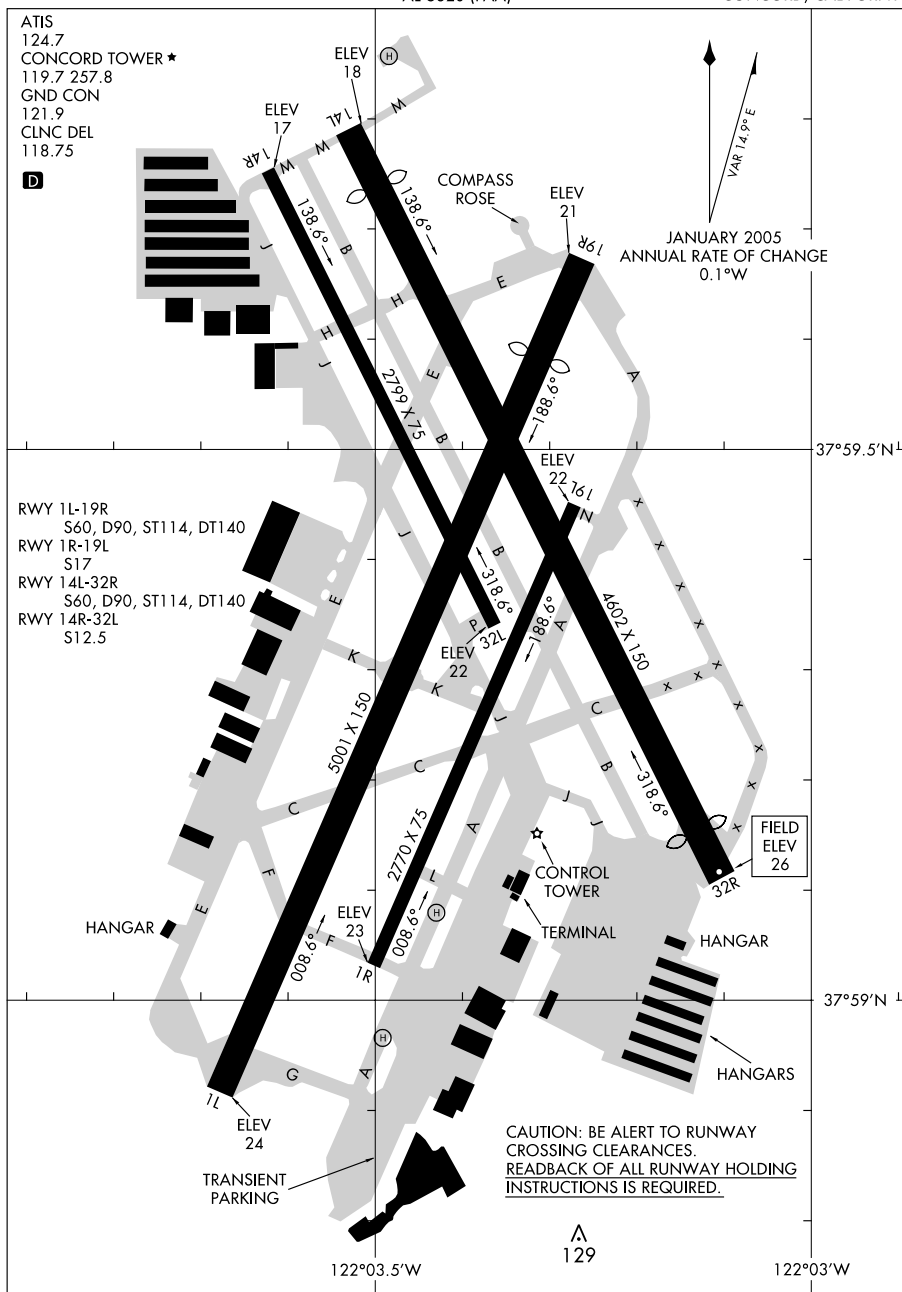 AL-5626 (FAA)
ATIS
124.7
CONCORD TOWER ★
119.7 257.8
GND CON
121.9
CLNC DEL
118.75
D
ELEV
18
H
ELEV
17
14L
14R
W
W
W
138.6°
138.6°
COMPASS
ROSE
ELEV
21
19R
VAR 14.9° E
JANUARY 2005
ANNUAL RATE OF CHANGE
0.1°W
J
B
H
H
E
J
E
A
2799 X 75
B
188.6°
ELEV
22
19L
N
37°59.5'N
RWY 1L-19R
S60, D90, ST114, DT140
RWY 1R-19L
S17
RWY 14L-32R
S60, D90, ST114, DT140
RWY 14R-32L
S12.5
J
B
318.6°
188.6°
4602 X 150
E
P
32L
ELEV
22
A
K
K
J
C
5001 X 150
C
C
B
318.6°
J
J
2770 X 75
A
L
F
F
E
CONTROL
TOWER
TERMINAL
FIELD
ELEV
26
32R
HANGAR
008.6°
ELEV
23
008.6°
1R
H
HANGAR
37°59'N
H
G
A
HANGARS
1L
ELEV
24
TRANSIENT
PARKING
CAUTION: BE ALERT TO RUNWAY
CROSSING CLEARANCES.
READBACK OF ALL RUNWAY HOLDING
INSTRUCTIONS IS REQUIRED.
129
122°03.5'W
122°03'W